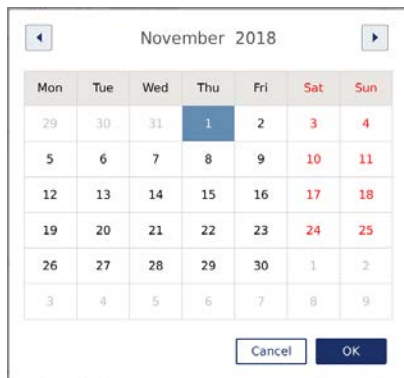 November 2018
Mon Tue Wed Thu Fri Sat Sun
29 30 31 1 2 3 4
5 6 7 8 9 10 11
12 13 14 15 16 17 18
19 20 21 22 23 24 25
26 27 28 29 30 1 2
3 4 5 6 7 8 9
Cancel OK